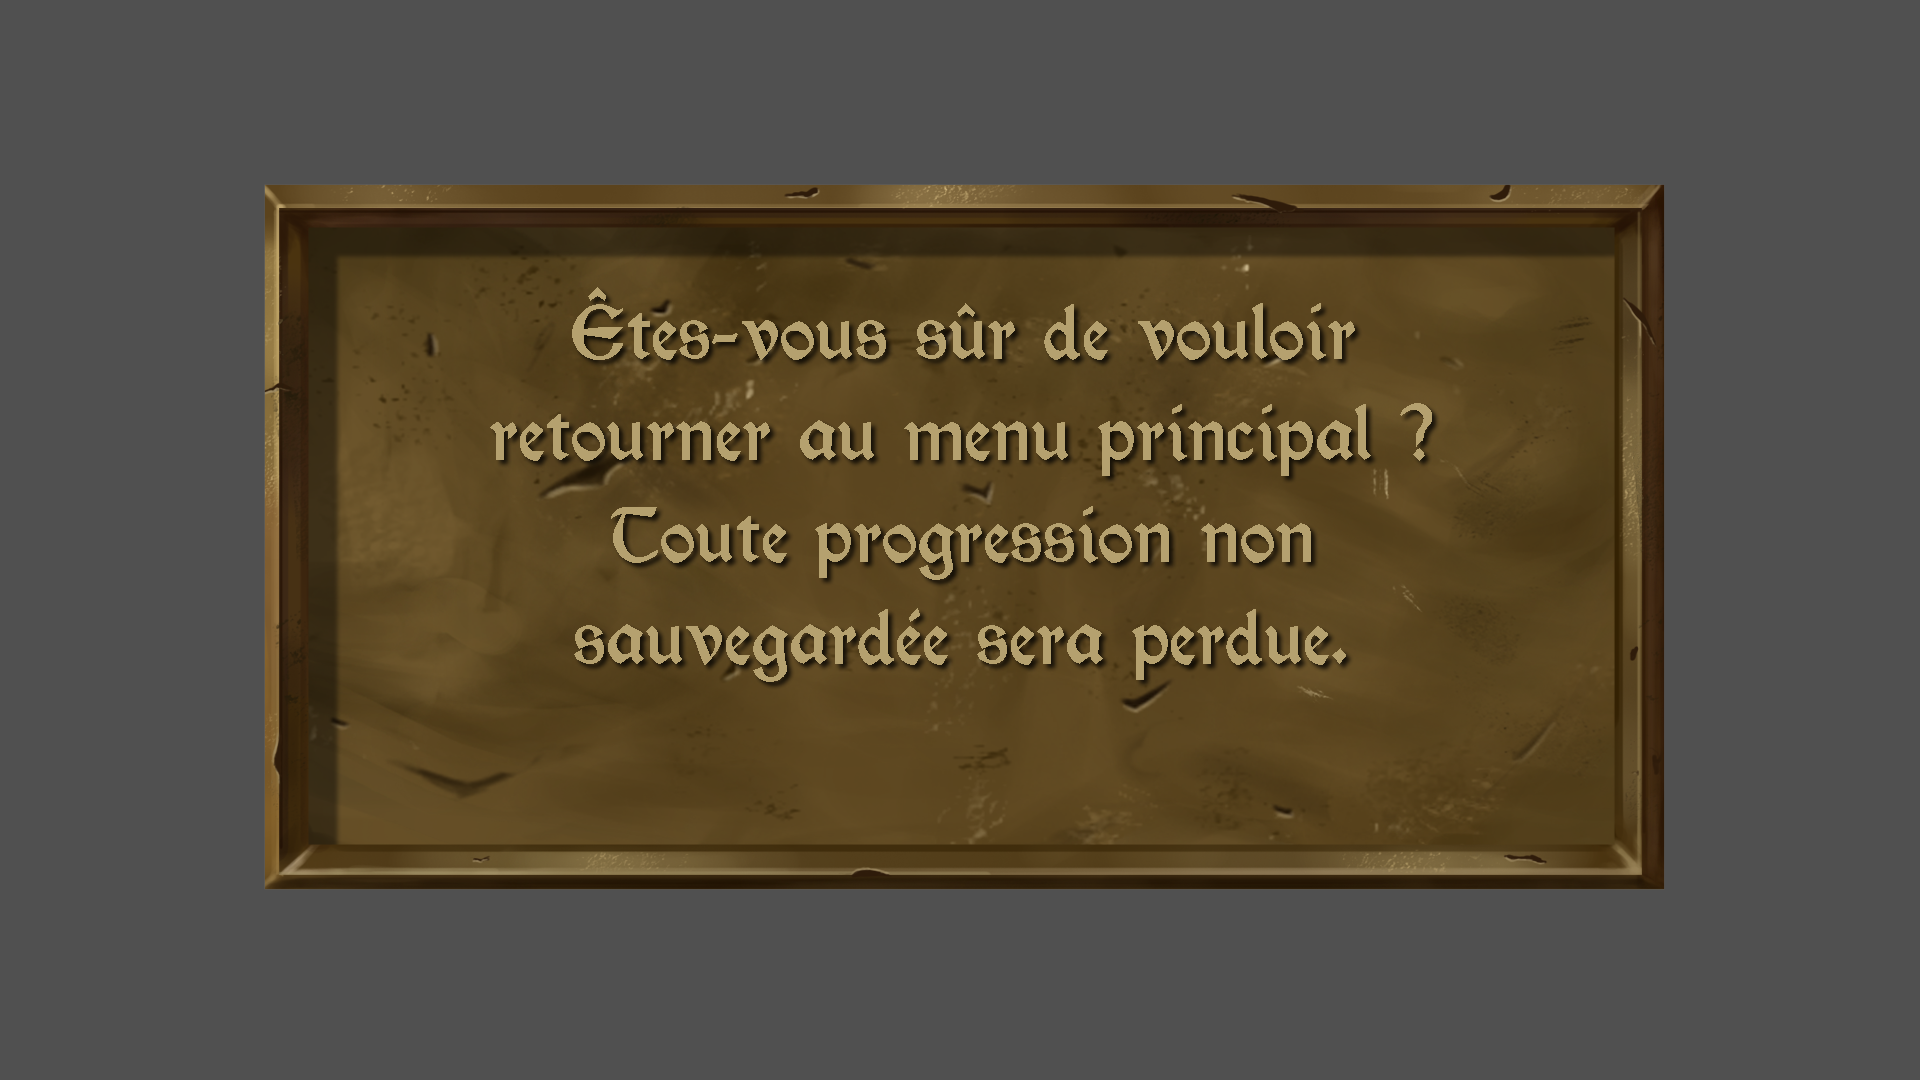 Êtes-vous sûr de vouloir
retourner au menu principal ?
Toute progression non
sauvegardée sera perdue.